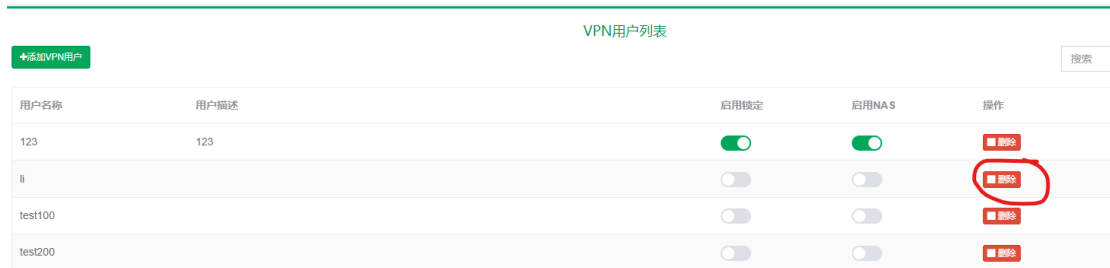 VPN用户列表
+添加VPN用户
搜索
用户名称 用户描述 启用锁定 启用NAS 操作
123 123 删除
li 删除
test100 删除
test200 删除